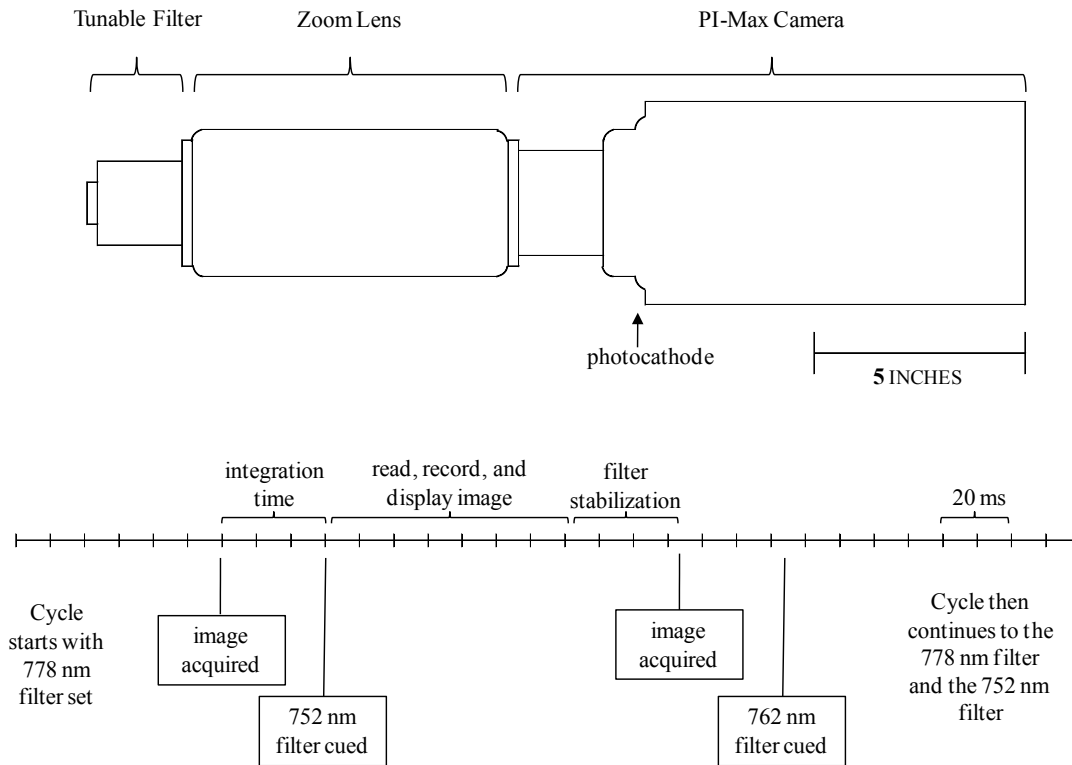 Tunable Filter
Zoom Lens
PI-Max Camera
photocathode
5 INCHES
integration
time
read, record, and
display image
filter
stabilization
20 ms
Cycle
starts with
778 nm
filter set
image
acquired
752 nm
filter cued
image
acquired
762 nm
filter cued
Cycle then
continues to the
778 nm filter
and the 752 nm
filter